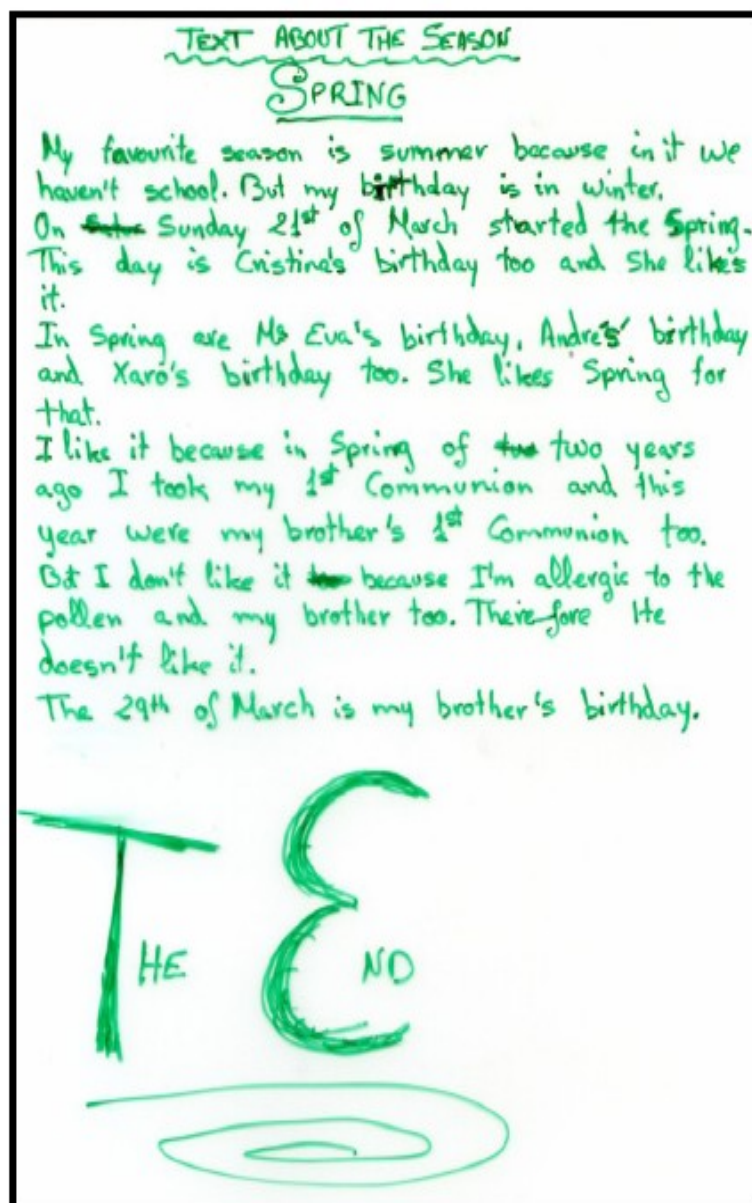 TEXT ABOUT THE SEASON
SPRING
My favourite season is summer because in it we
haven't school. But my birthday is in winter.
On Sunday 21st of March started the Spring.
This day is Cristina's birthday too and She likes
it.
In Spring are Ms Eva's birthday, Andrés' birthday
and Xaro's birthday too. She likes Spring for
that.
I like it because in Spring of two years
ago I took my 1st Communion and this
year were my brother's 1st Communion too.
But I don't like it because I'm allergic to the
pollen and my brother too. Therefore He
doesn't like it.
The 29th of March is my brother's birthday.
THE END